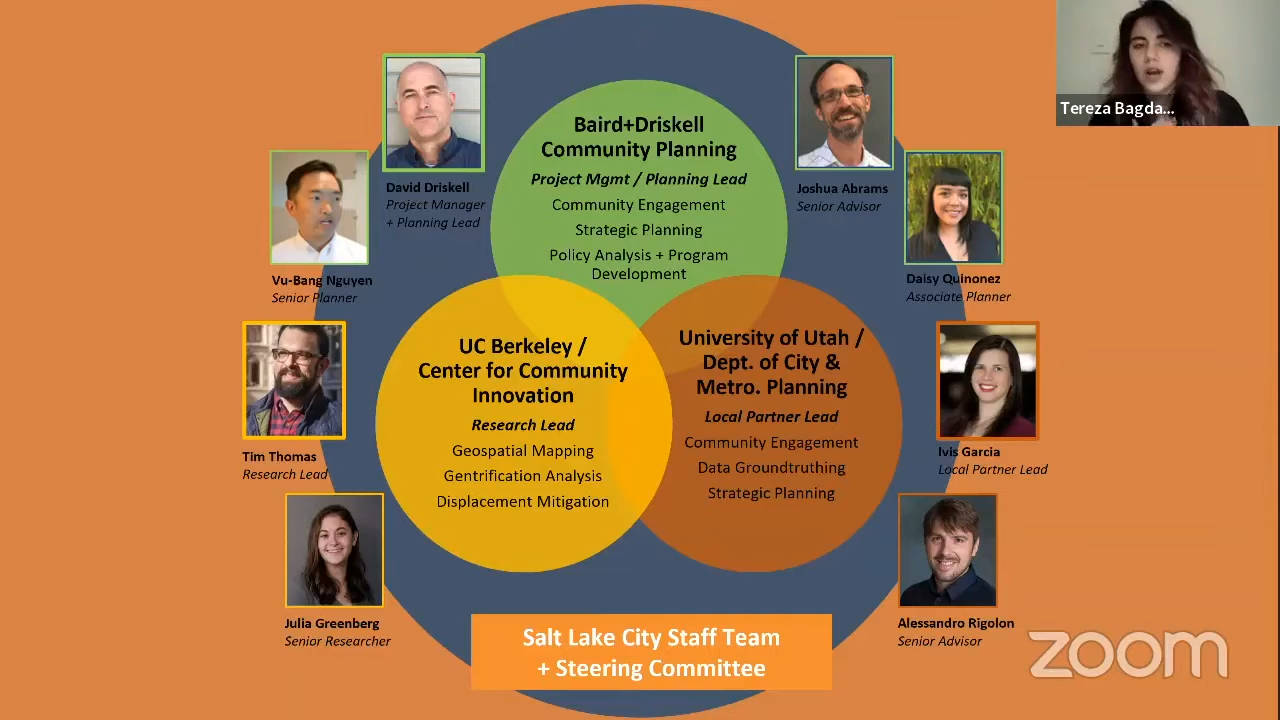 Tereza Bagda...
Baird+Driskell
Community Planning
Project Mgmt / Planning Lead
Community Engagement
Strategic Planning
Policy Analysis + Program
Development
David Driskell
Project Manager
+ Planning Lead
Joshua Abrams
Senior Advisor
Vu-Bang Nguyen
Senior Planner
Daisy Quinonez
Associate Planner
UC Berkeley /
Center for Community
Innovation
Research Lead
Geospatial Mapping
Gentrification Analysis
Displacement Mitigation
University of Utah /
Dept. of City &
Metro. Planning
Local Partner Lead
Community Engagement
Data Groundtruthing
Strategic Planning
Tim Thomas
Research Lead
Ivis Garcia
Local Partner Lead
Julia Greenberg
Senior Researcher
Alessandro Rigolon
Senior Advisor
Salt Lake City Staff Team
+ Steering Committee
zoom